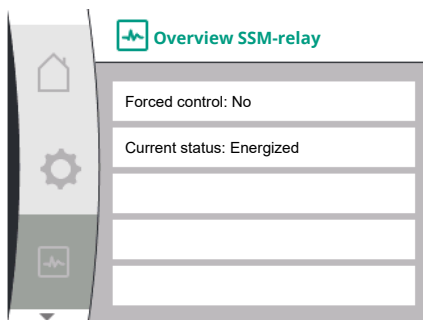 Overview SSM-relay
Forced control: No
Current status: Energized